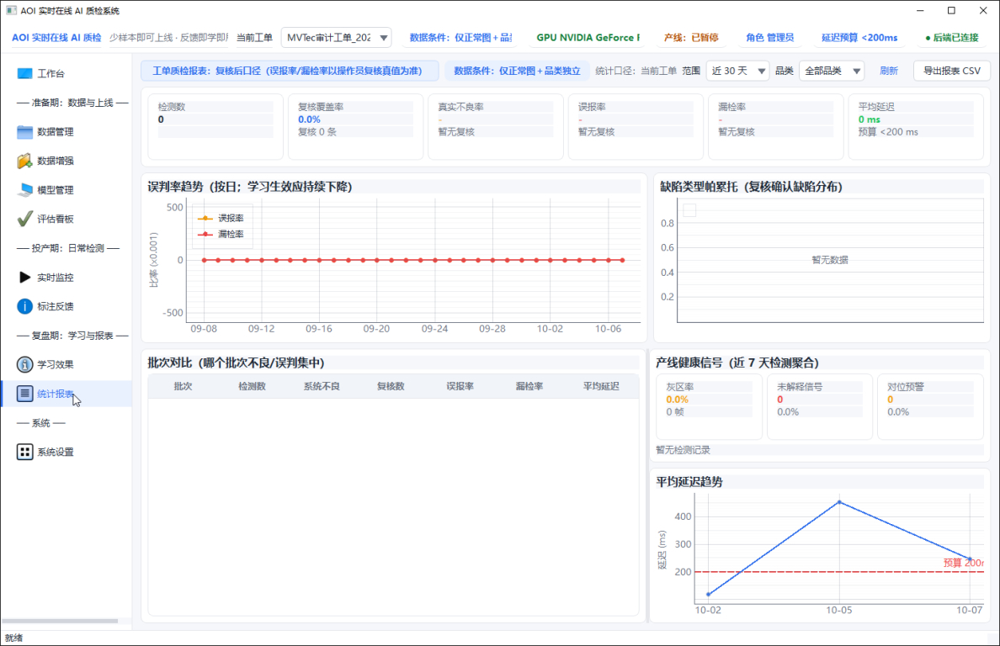 AOI 实时在线 AI 质检系统
AOI 实时在线 AI 质检
少样本即可上线 · 反馈即学即
当前工单
MVTec审计工单_202
数据条件：仅正常图 + 品
GPU NVIDIA GeForce
产线：已暂停
角色 管理员
延迟预算 <200ms
● 后端已连接
工作台
── 准备期：数据与上线 ──
数据管理
数据增强
模型管理
评估看板
── 投产期：日常检测 ──
实时监控
标注反馈
── 复盘期：学习与报表 ──
学习效果
统计报表
── 系统 ──
系统设置
工单质检报表：复核后口径（误报率/漏检率以操作员复核真值为准）
数据条件：仅正常图 + 品类独立
统计口径：当前工单
范围
近 30 天
品类
全部品类
刷新
导出报表 CSV
检测数
0
复核覆盖率
0.0%
复核 0 条
真实不良率
-
暂无复核
误报率
-
暂无复核
漏检率
-
暂无复核
平均延迟
0 ms
预算 <200 ms
误判率趋势（按日；学习生效应持续下降）
比率 (x0.001)
500
0
-500
误报率
漏检率
09-08 09-12 09-16 09-20 09-24 09-28 10-02 10-06
缺陷类型帕累托（复核确认缺陷分布）
0.8
0.6
0.4
0.2
暂无数据
批次对比（哪个批次不良/误判集中）
批次 检测数 系统不良 复核数 误报率 漏检率 平均延迟
产线健康信号（近 7 天检测聚合）
灰区率
0.0%
0 帧
未解释信号
0
0.0%
对位预警
0
0.0%
暂无检测记录
平均延迟趋势
延迟 (ms)
400
300
200
预算 200
10-02 10-05 10-07
就绪